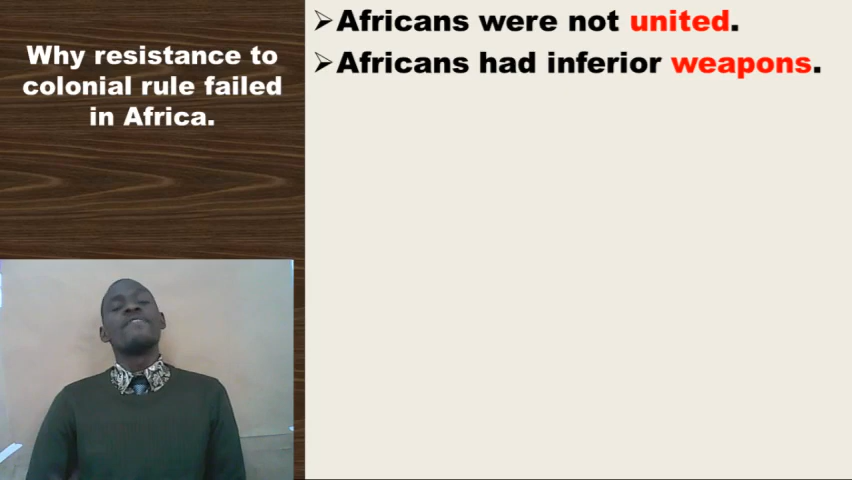 Why resistance to
colonial rule failed
in Africa.
➢Africans were not united.
➢Africans had inferior weapons.